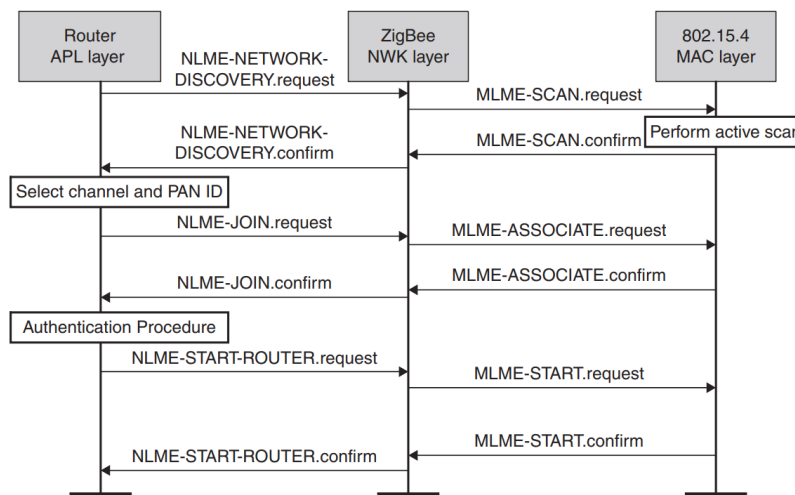 Router
APL layer
ZigBee
NWK layer
802.15.4
MAC layer
NLME-NETWORK-
DISCOVERY.request
MLME-SCAN.request
Perform active scan
NLME-NETWORK-
DISCOVERY.confirm
MLME-SCAN.confirm
Select channel and PAN ID
NLME-JOIN.request
MLME-ASSOCIATE.request
MLME-ASSOCIATE.confirm
NLME-JOIN.confirm
Authentication Procedure
NLME-START-ROUTER.request
MLME-START.request
MLME-START.confirm
NLME-START-ROUTER.confirm